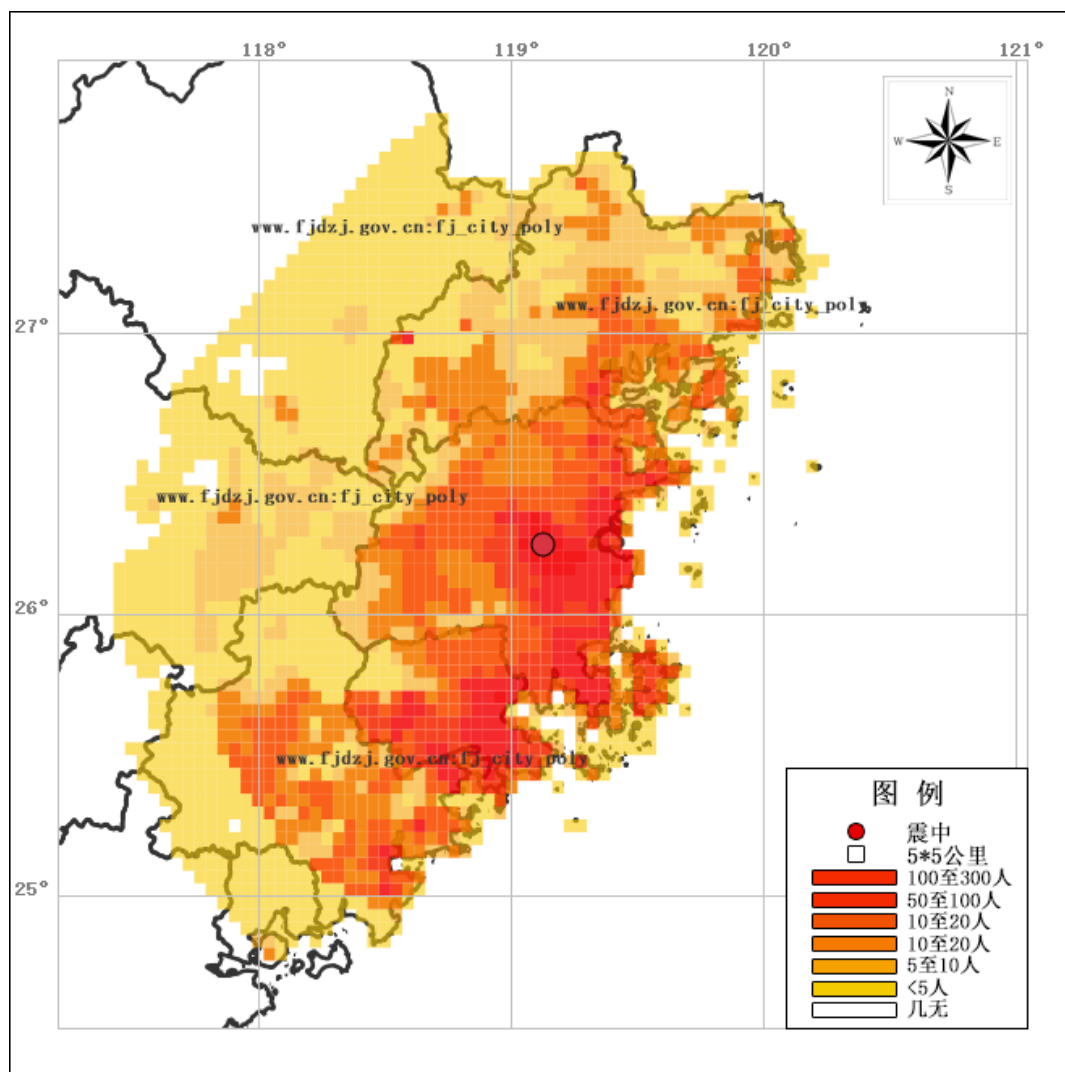 118° 119° 120° 121°
N
W E
S
www.fjdzj.gov.cn:fj_city_poly
www.fjdzj.gov.cn:fj_city_poly
27°
www.fjdzj.gov.cn:fj_city_poly
26°
www.fjdzj.gov.cn:fj_city_poly
25°
图 例
震中
5*5公里
100至300人
50至100人
10至20人
10至20人
5至10人
<5人
几无